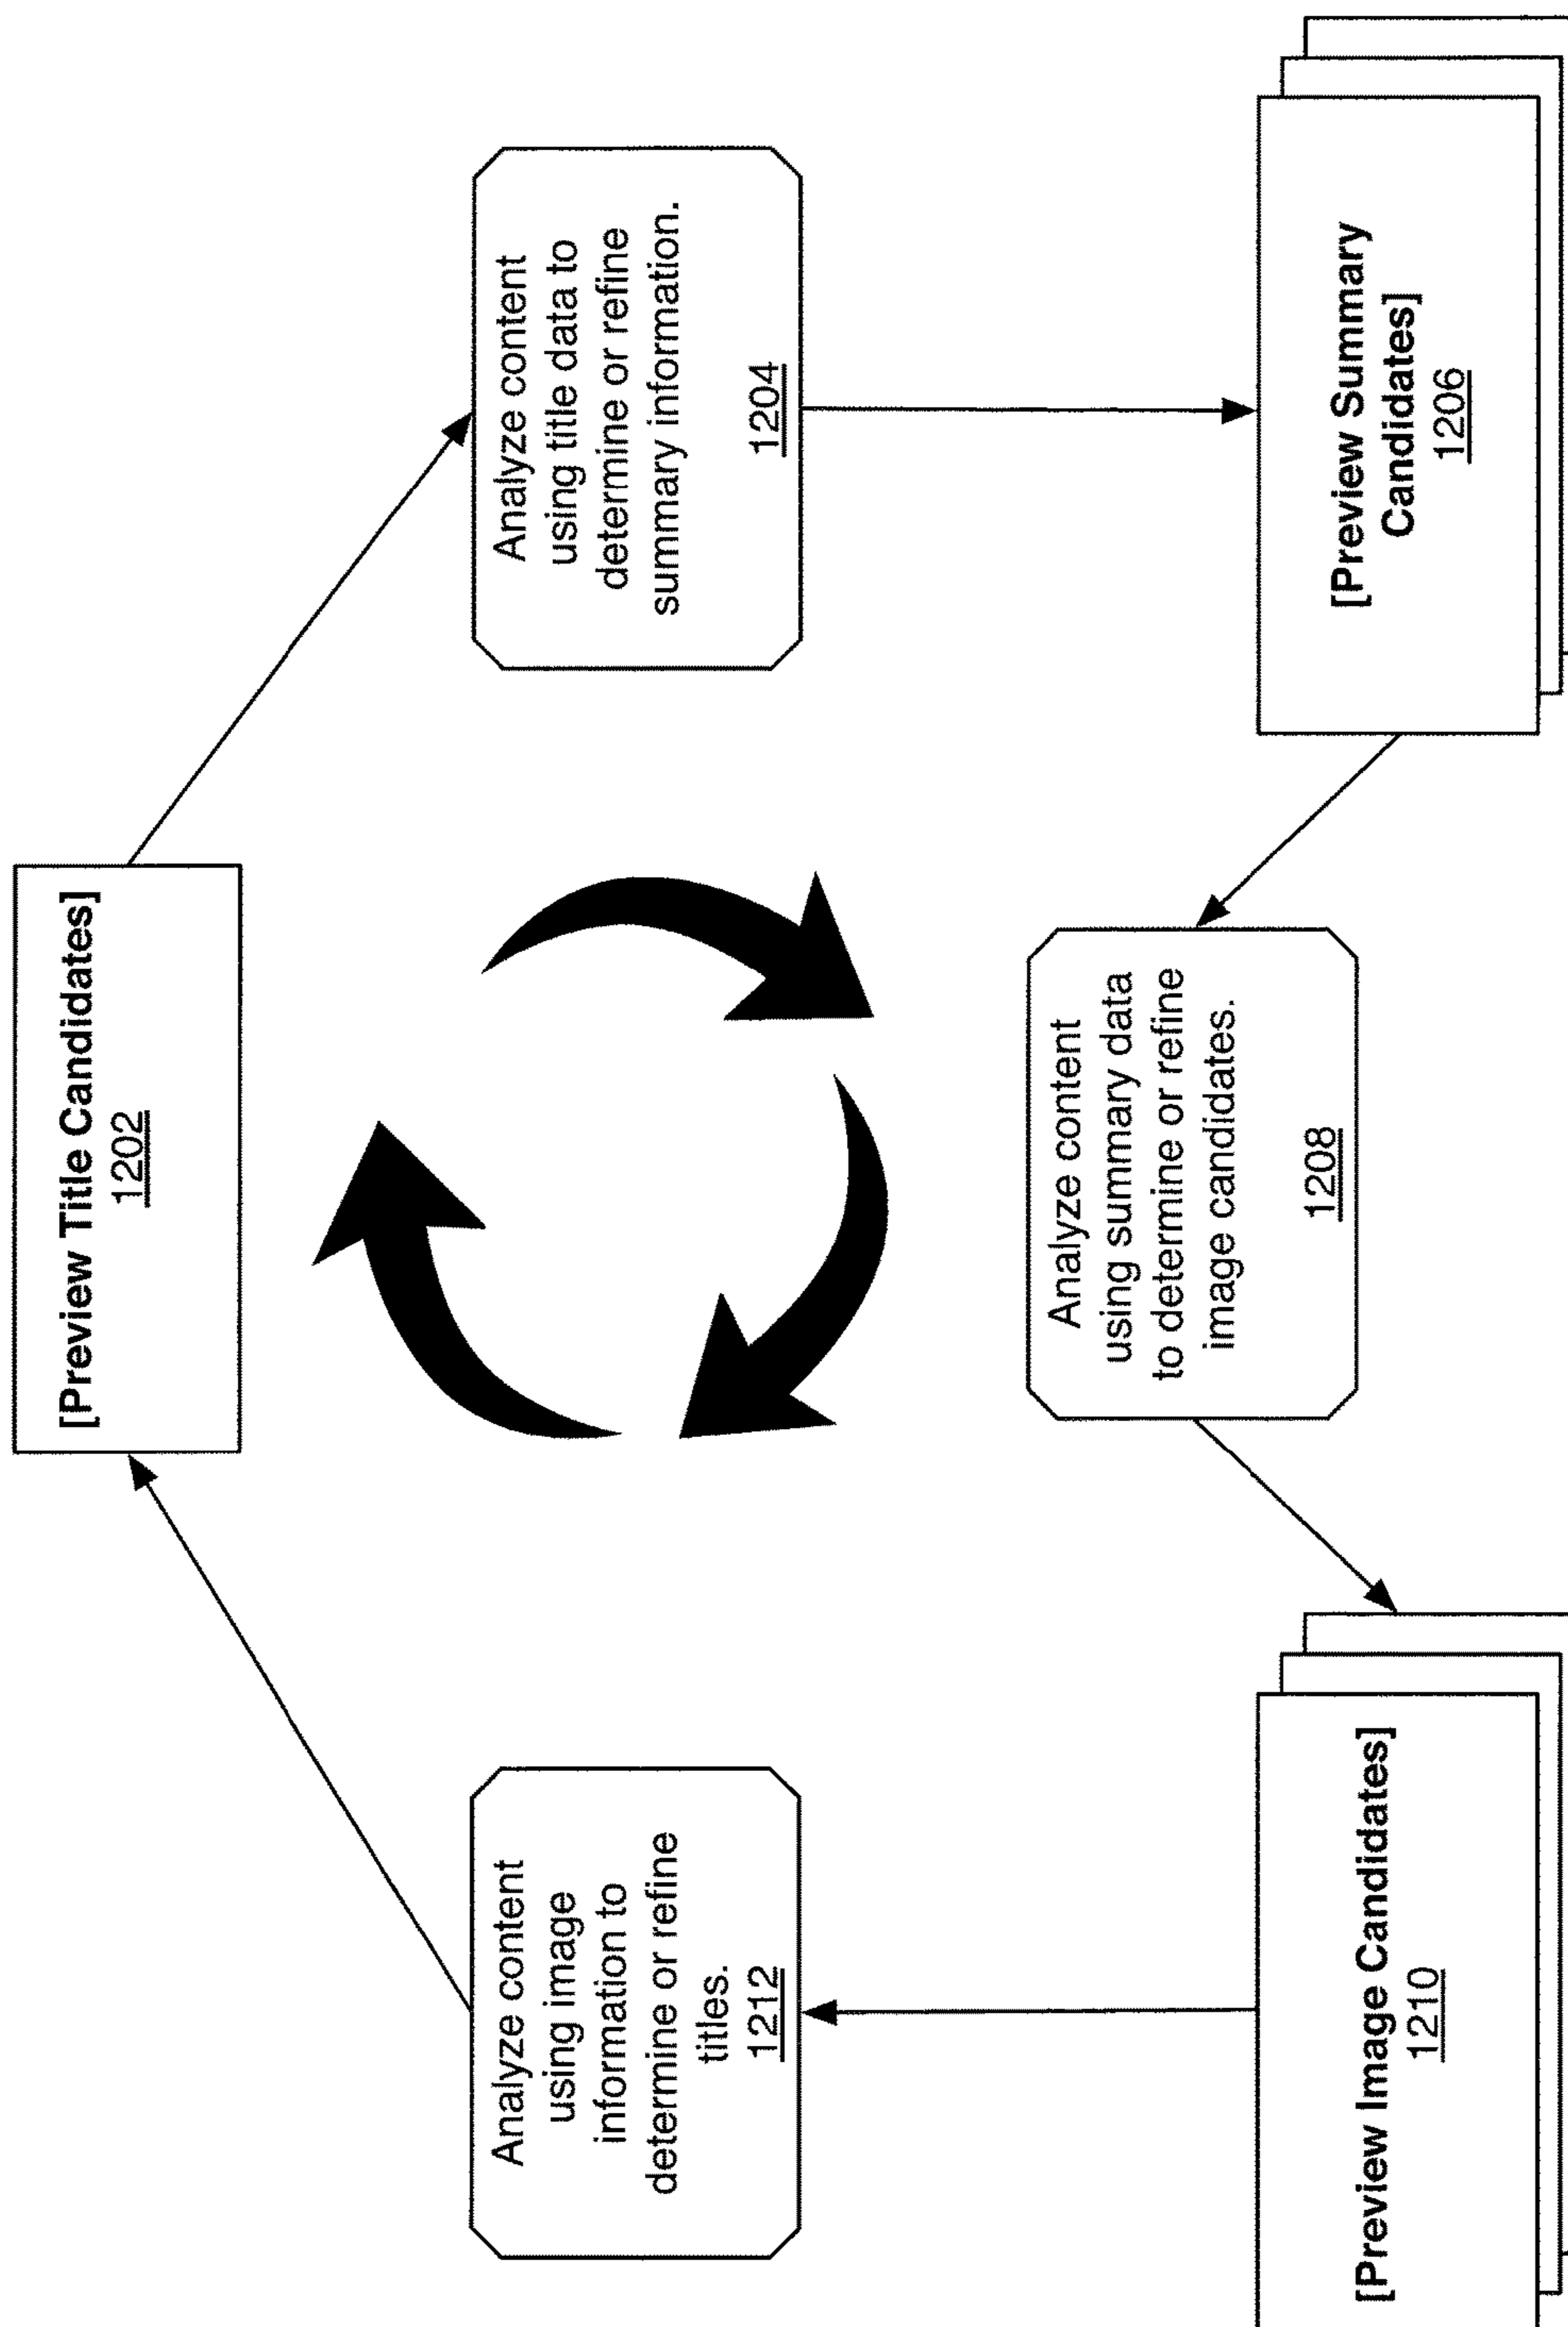 [Preview Title Candidates]
1202
Analyze content
using title data to
determine or refine
summary information.
1204
[Preview Summary
Candidates]
1206
Analyze content
using summary data
to determine or refine
image candidates.
1208
[Preview Image Candidates]
1210
Analyze content
using image
information to
determine or refine
titles.
1212